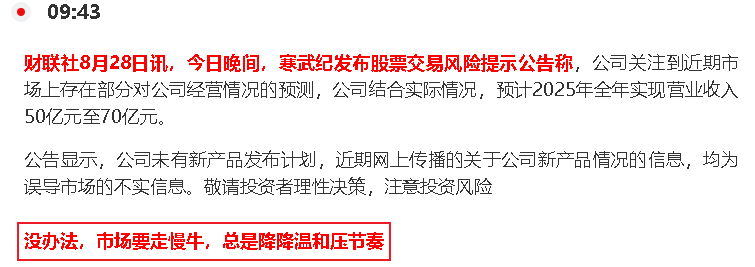 09:43
财联社8月28日讯，今日晚间，寒武纪发布股票交易风险提示公告称，公司关注到近期市
场上存在部分对公司经营情况的预测，公司结合实际情况，预计2025年全年实现营业收入
50亿元至70亿元。
公告显示，公司未有新产品发布计划，近期网上传播的关于公司新产品情况的信息，均为
误导市场的不实信息。敬请投资者理性决策，注意投资风险
没办法，市场要走慢牛，总是降降温和压节奏